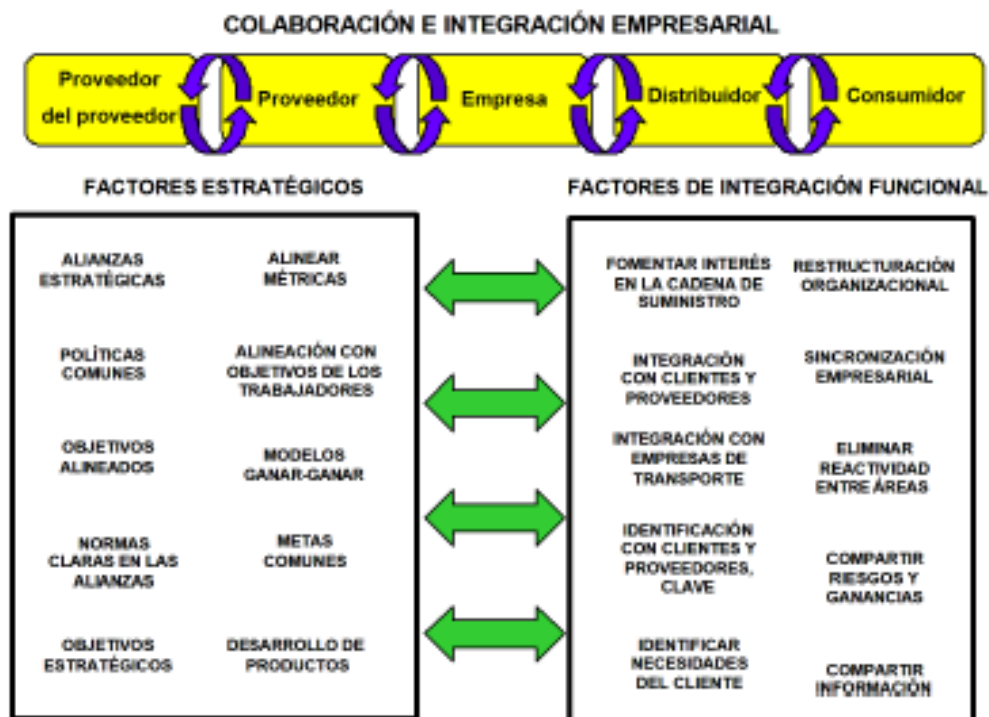 COLABORACIÓN E INTEGRACIÓN EMPRESARIAL
Proveedor
del proveedor
Proveedor
Empresa
Distribuidor
Consumidor
FACTORES ESTRATÉGICOS
ALIANZAS
ESTRATÉGICAS
ALINEAR
MÉTRICAS
POLÍTICAS
COMUNES
ALINEACIÓN CON
OBJETIVOS DE LOS
TRABAJADORES
OBJETIVOS
ALINEADOS
MODELOS
GANAR-GANAR
NORMAS
CLARAS EN LAS
ALIANZAS
METAS
COMUNES
OBJETIVOS
ESTRATÉGICOS
DESARROLLO DE
PRODUCTOS
FACTORES DE INTEGRACIÓN FUNCIONAL
FOMENTAR INTERÉS
EN LA CADENA DE
SUMINISTRO
RESTRUCTURACIÓN
ORGANIZACIONAL
INTEGRACIÓN
CON CLIENTES Y
PROVEEDORES
SINCRONIZACIÓN
EMPRESARIAL
INTEGRACIÓN CON
EMPRESAS DE
TRANSPORTE
ELIMINAR
REACTIVIDAD
ENTRE ÁREAS
IDENTIFICACIÓN
CON CLIENTES Y
PROVEEDORES,
CLAVE
COMPARTIR
RIESGOS Y
GANANCIAS
IDENTIFICAR
NECESIDADES
DEL CLIENTE
COMPARTIR
INFORMACIÓN